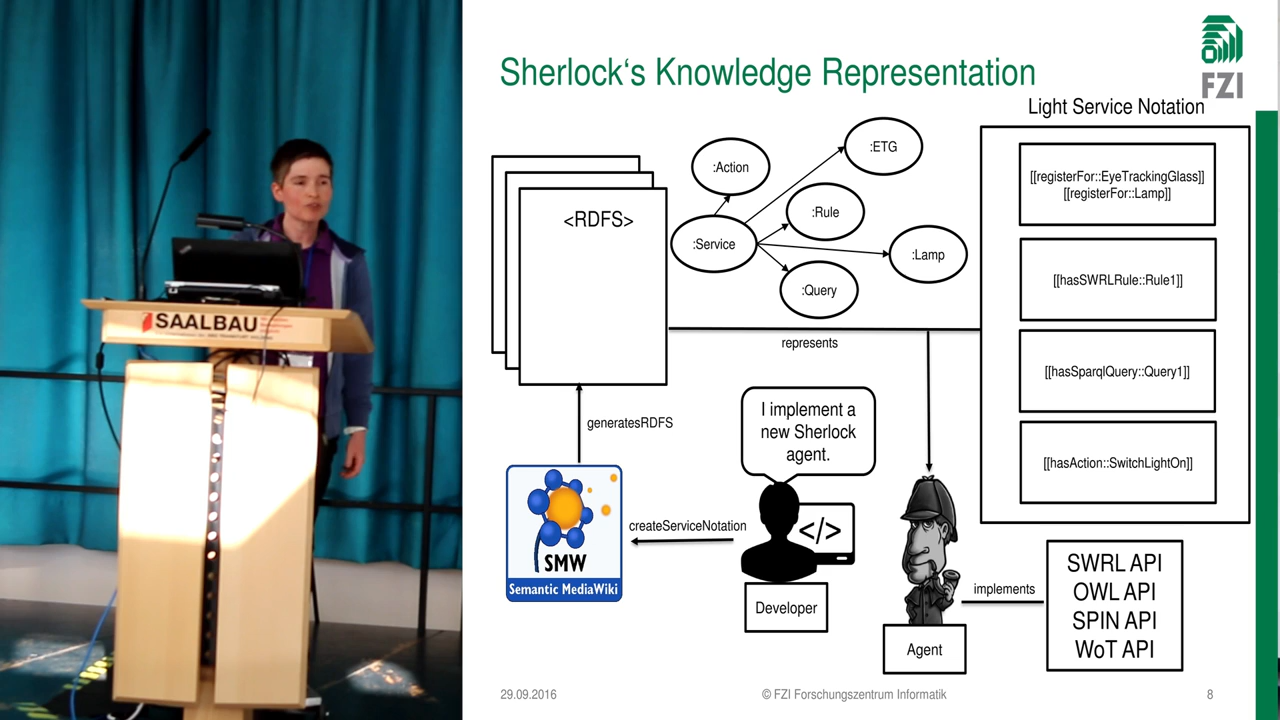 Sherlock‘s Knowledge Representation
FZI
Light Service Notation
<RDFS>
:Action
:ETG
:Rule
:Service
:Lamp
:Query
[[registerFor::EyeTrackingGlass]]
[[registerFor::Lamp]]
[[hasSWRLRule::Rule1]]
[[hasSparqlQuery::Query1]]
[[hasAction::SwitchLightOn]]
represents
generatesRDFS
I implement a
new Sherlock
agent.
</>
createServiceNotation
SMW
Semantic MediaWiki
Developer
Agent
implements
SWRL API
OWL API
SPIN API
WoT API
29.09.2016
© FZI Forschungszentrum Informatik
8
SAALBAU